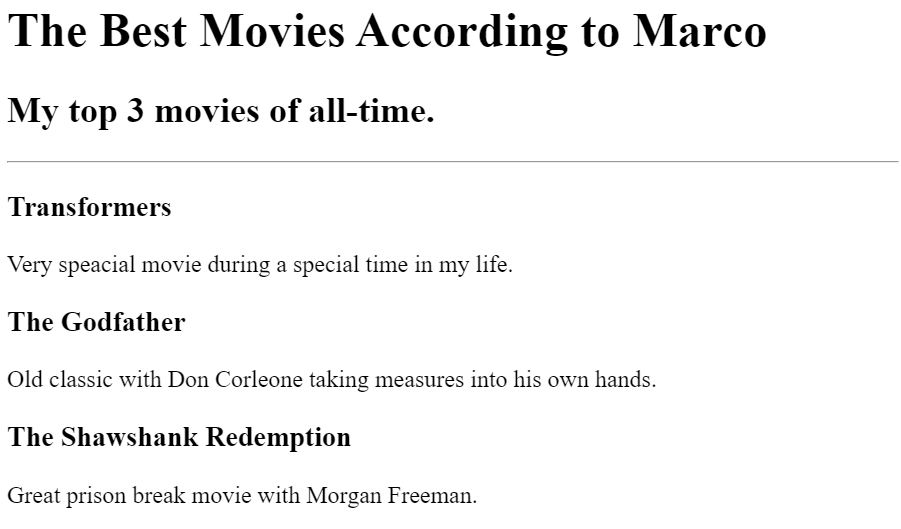 The Best Movies According to Marco
My top 3 movies of all-time.
Transformers
Very speacial movie during a special time in my life.
The Godfather
Old classic with Don Corleone taking measures into his own hands.
The Shawshank Redemption
Great prison break movie with Morgan Freeman.